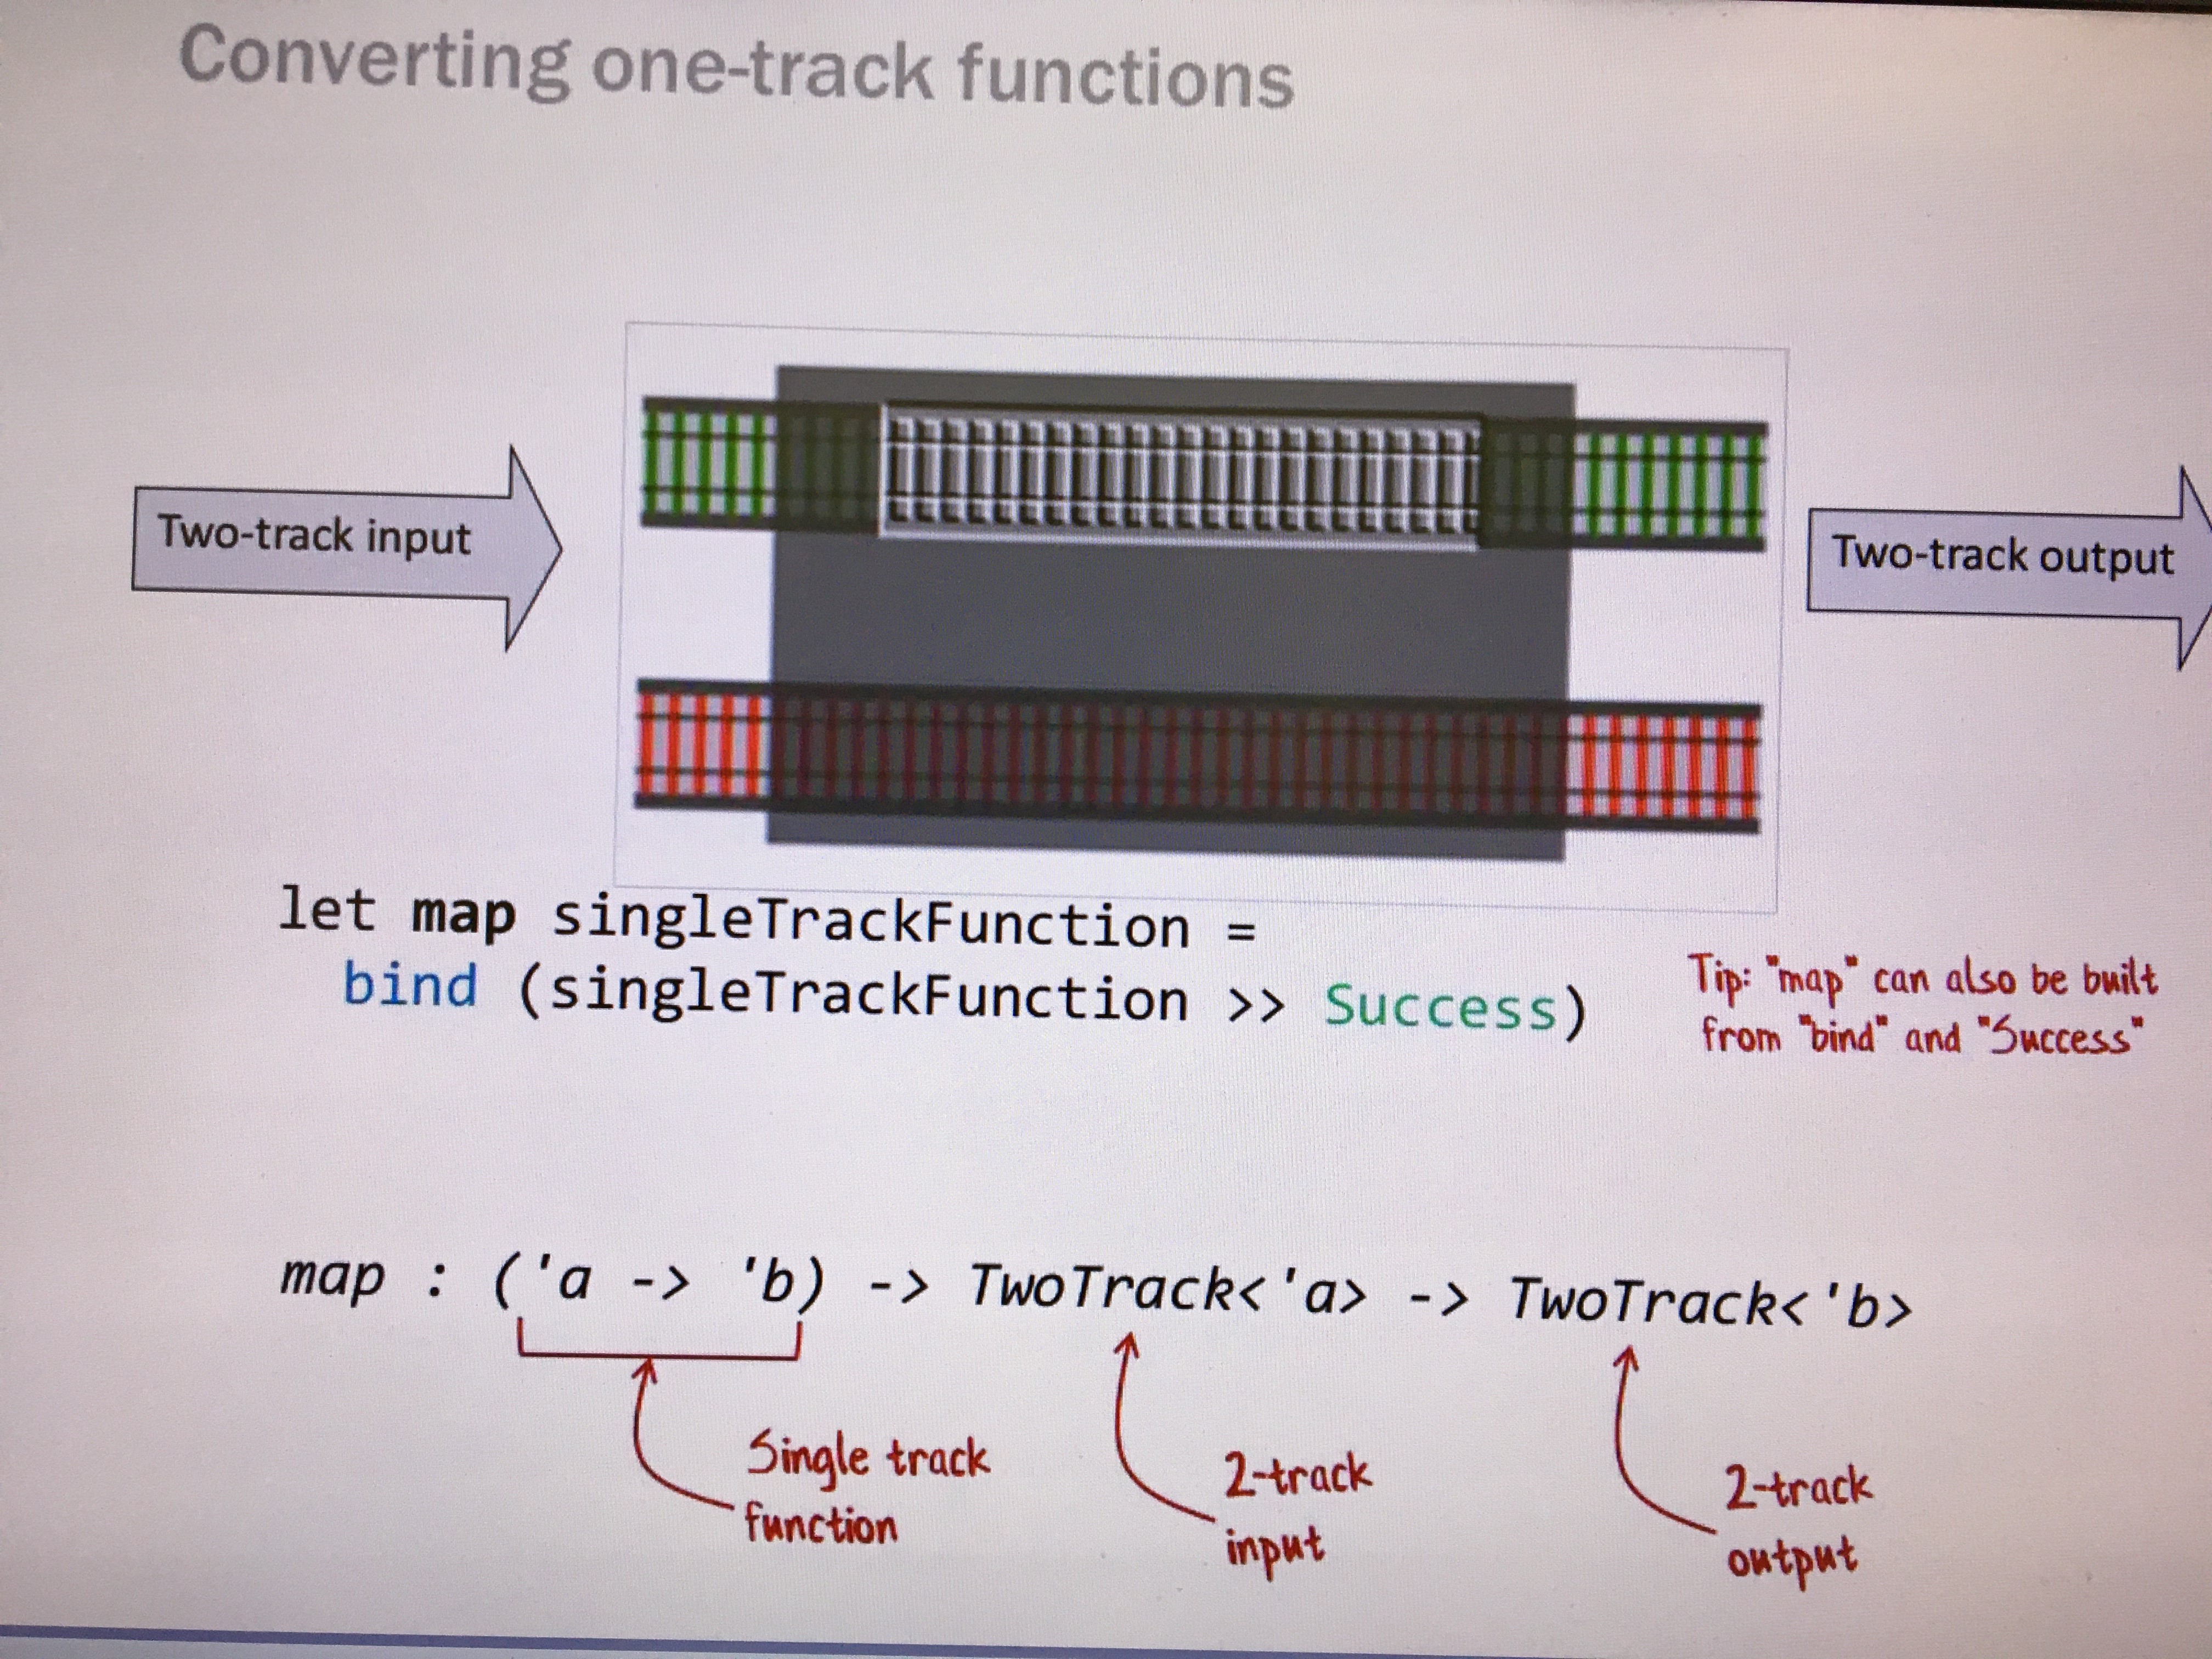 Converting one-track functions
Two-track input
Two-track output
let map singleTrackFunction =
bind (singleTrackFunction >> Success)
Tip: "map" can also be built
from "bind" and "Success"
map : ('a -> 'b) -> TwoTrack<'a> -> TwoTrack<'b>
Single track
function
2-track
input
2-track
output